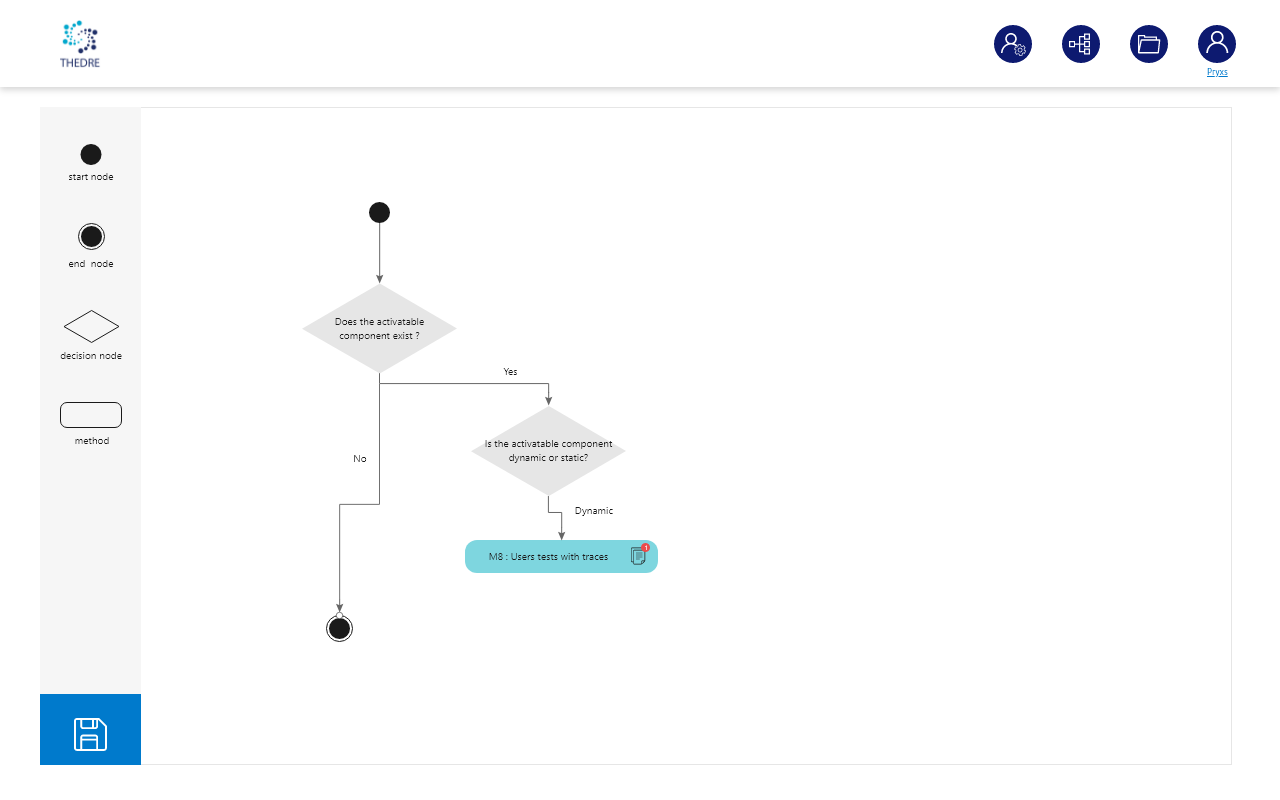 THEDRE
Pryxs
start node
end node
decision node
method
Does the activatable
component exist ?
Yes
Is the activatable component
dynamic or static?
No
Dynamic
M8 : Users tests with traces
1